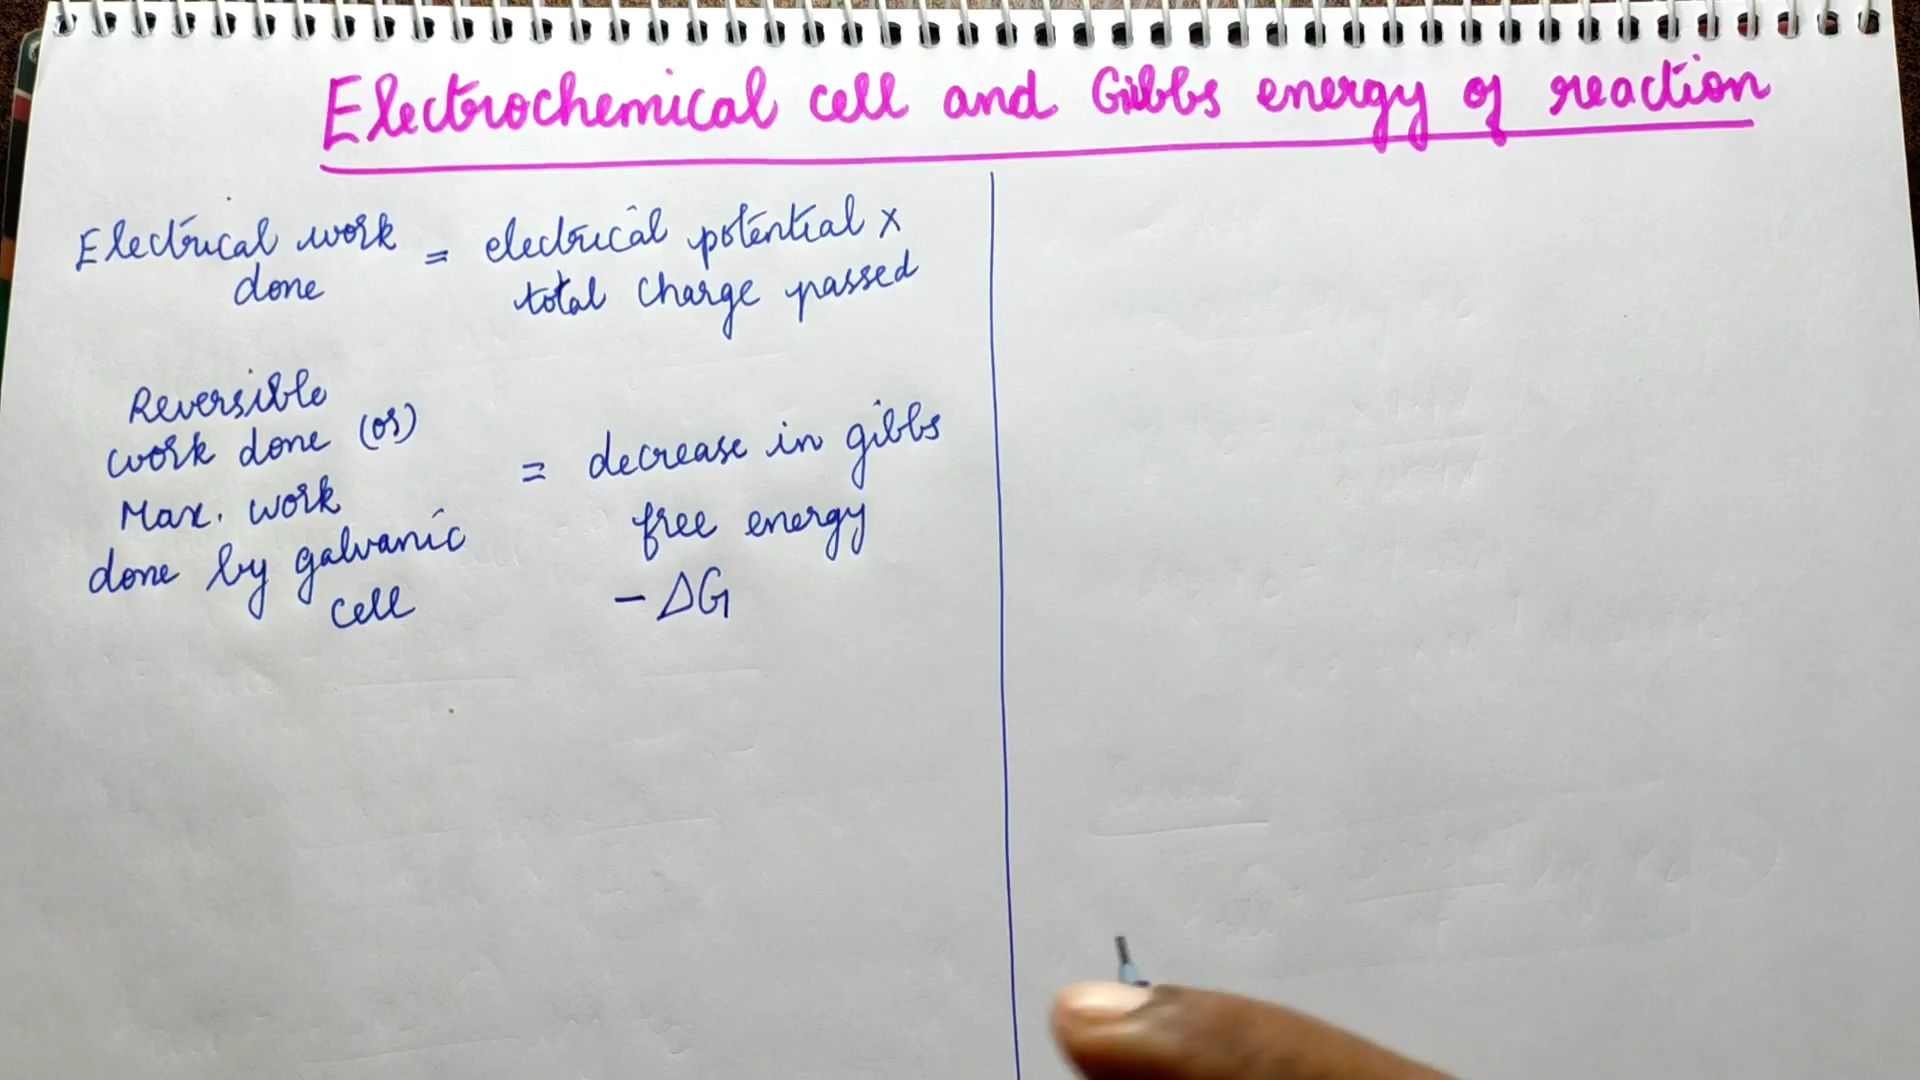 Electrochemical cell and Gibbs energy of reaction
Electrical work done = electrical potential ×
total charge passed
Reversible
work done (or)
Max. work
done by galvanic
cell
= decrease in gibbs
free energy
- ΔG